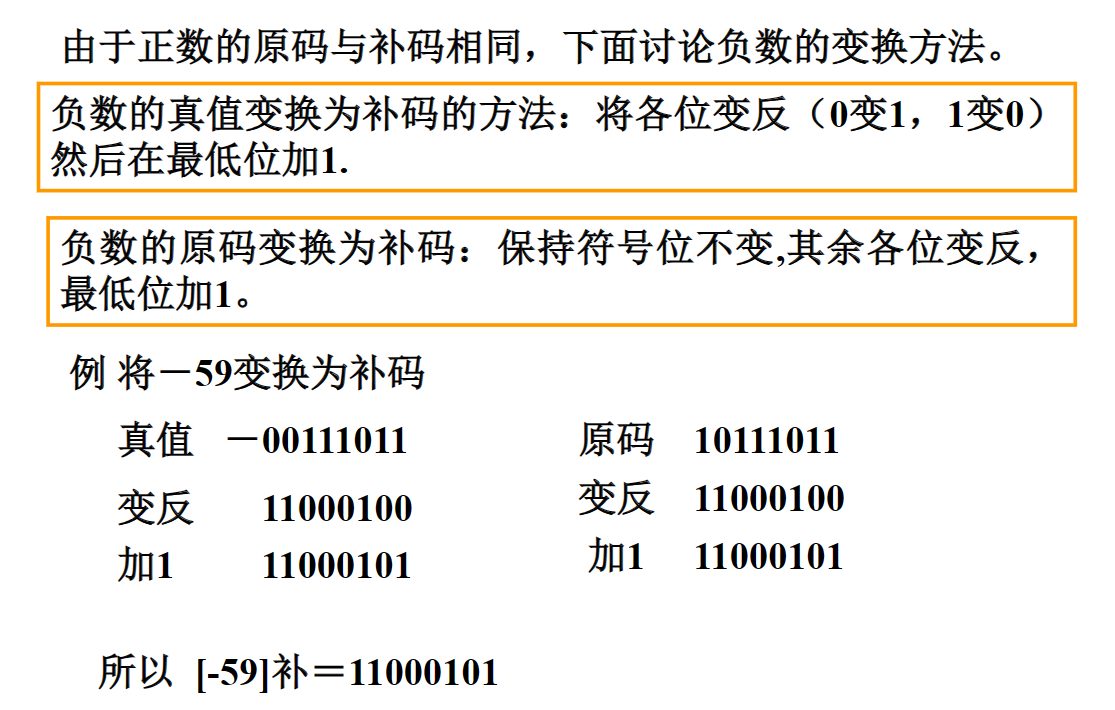 由于正数的原码与补码相同，下面讨论负数的变换方法。
负数的真值变换为补码的方法：将各位变反（0变1，1变0）
然后在最低位加1.
负数的原码变换为补码：保持符号位不变,其余各位变反，
最低位加1。
例 将－59变换为补码
真值 －00111011 原码 10111011
变反 11000100 变反 11000100
加1 11000101 加1 11000101
所以 [-59]补＝11000101